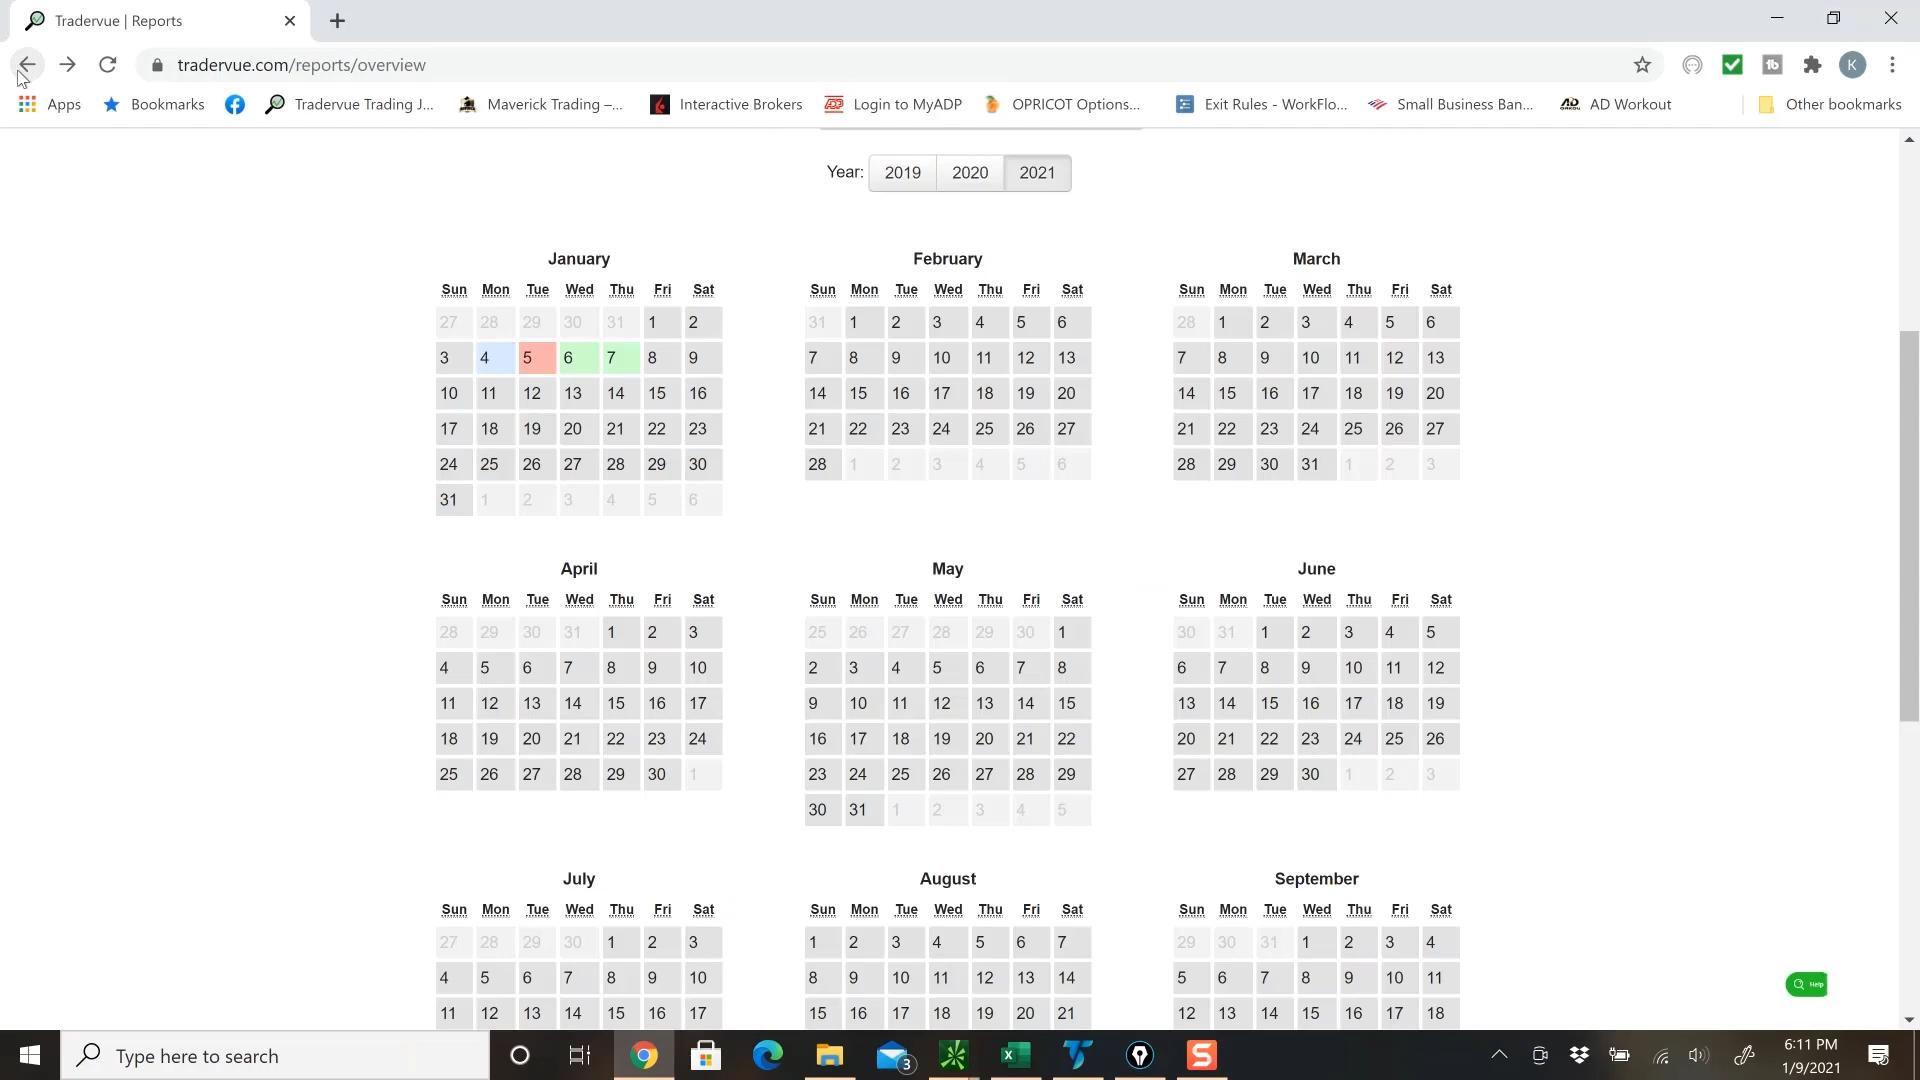 Tradervue | Reports
tradervue.com/reports/overview
K
Apps Bookmarks Tradervue Trading J... Maverick Trading –... Interactive Brokers Login to MyADP OPRICOT Options... Exit Rules - WorkFlo... Small Business Ban... AD Workout Other bookmarks
Year: 2019 2020 2021
January February March
Sun Mon Tue Wed Thu Fri Sat Sun Mon Tue Wed Thu Fri Sat Sun Mon Tue Wed Thu Fri Sat
27 28 29 30 31 1 2 31 1 2 3 4 5 6 28 1 2 3 4 5 6
3 4 5 6 7 8 9 7 8 9 10 11 12 13 7 8 9 10 11 12 13
10 11 12 13 14 15 16 14 15 16 17 18 19 20 14 15 16 17 18 19 20
17 18 19 20 21 22 23 21 22 23 24 25 26 27 21 22 23 24 25 26 27
24 25 26 27 28 29 30 28 1 2 3 4 5 6 28 29 30 31 1 2 3
31 1 2 3 4 5 6
April May June
Sun Mon Tue Wed Thu Fri Sat Sun Mon Tue Wed Thu Fri Sat Sun Mon Tue Wed Thu Fri Sat
28 29 30 31 1 2 3 25 26 27 28 29 30 1 30 31 1 2 3 4 5
4 5 6 7 8 9 10 2 3 4 5 6 7 8 6 7 8 9 10 11 12
11 12 13 14 15 16 17 9 10 11 12 13 14 15 13 14 15 16 17 18 19
18 19 20 21 22 23 24 16 17 18 19 20 21 22 20 21 22 23 24 25 26
25 26 27 28 29 30 1 23 24 25 26 27 28 29 27 28 29 30 1 2 3
30 31 1 2 3 4 5
July August September
Sun Mon Tue Wed Thu Fri Sat Sun Mon Tue Wed Thu Fri Sat Sun Mon Tue Wed Thu Fri Sat
27 28 29 30 1 2 3 1 2 3 4 5 6 7 29 30 31 1 2 3 4
4 5 6 7 8 9 10 8 9 10 11 12 13 14 5 6 7 8 9 10 11
11 12 13 14 15 16 17 15 16 17 18 19 20 21 12 13 14 15 16 17 18
Help
Type here to search
3
6:11 PM
1/9/2021